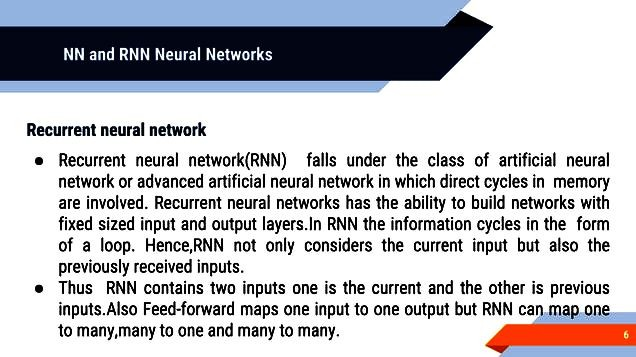 NN and RNN Neural Networks
Recurrent neural network
● Recurrent neural network(RNN) falls under the class of artificial neural
network or advanced artificial neural network in which direct cycles in memory
are involved. Recurrent neural networks has the ability to build networks with
fixed sized input and output layers.In RNN the information cycles in the form
of a loop. Hence,RNN not only considers the current input but also the
previously received inputs.
● Thus RNN contains two inputs one is the current and the other is previous
inputs.Also Feed-forward maps one input to one output but RNN can map one
to many,many to one and many to many.
6